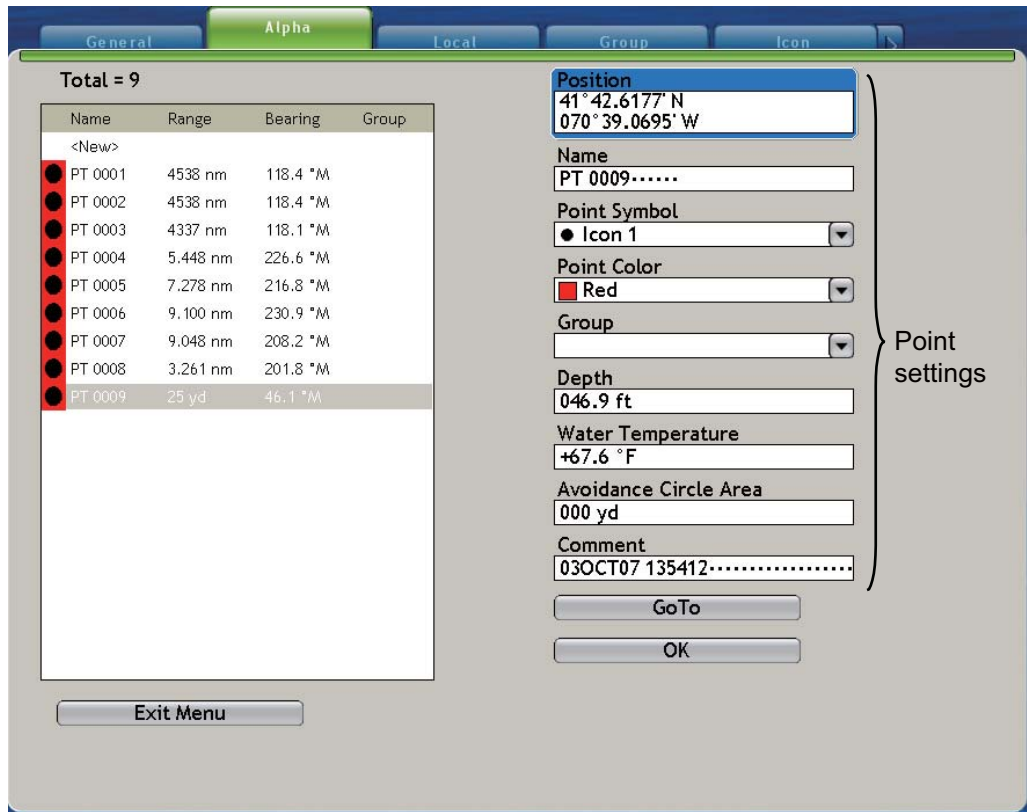 General Alpha Local Group Icon
Total = 9
Name Range Bearing Group
<New>
PT 0001 4538 nm 118.4 °M
PT 0002 4538 nm 118.4 °M
PT 0003 4337 nm 118.1 °M
PT 0004 5.448 nm 226.6 °M
PT 0005 7.278 nm 216.8 °M
PT 0006 9.100 nm 230.9 °M
PT 0007 9.048 nm 208.2 °M
PT 0008 3.261 nm 201.8 °M
PT 0009 25 yd 46.1 °M
Exit Menu
Position
41°42.6177' N
070°39.0695' W
Name
PT 0009······
Point Symbol
Icon 1
Point Color
Red
Group
Depth
046.9 ft
Water Temperature
+67.6 °F
Avoidance Circle Area
000 yd
Comment
03OCT07 135412··················
GoTo
OK
Point
settings